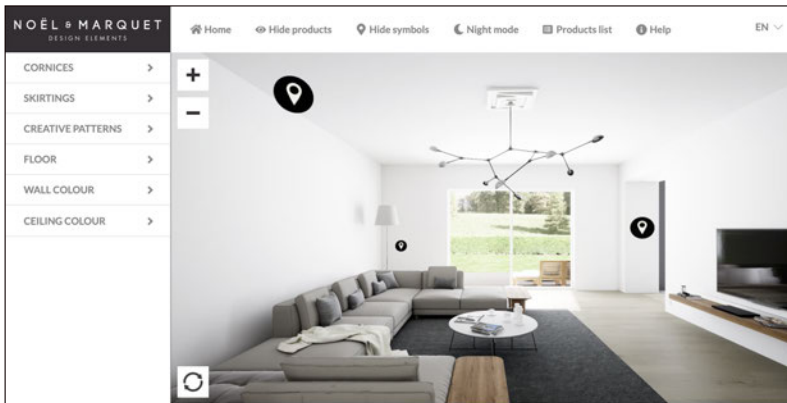 NOËL & MARQUET
DESIGN ELEMENTS
Home
Hide products
Hide symbols
Night mode
Products list
Help
EN
CORNICES
SKIRTINGS
CREATIVE PATTERNS
FLOOR
WALL COLOUR
CEILING COLOUR